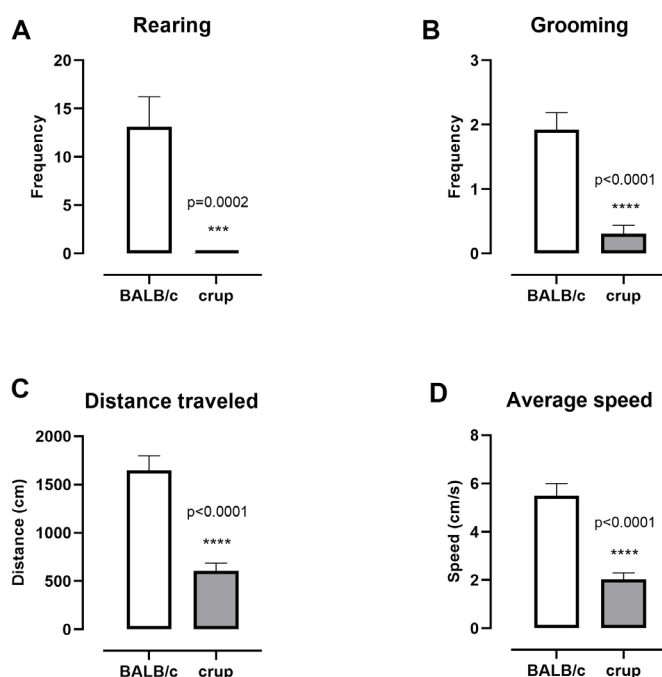 A
Rearing
20
15
10
5
0
Frequency
p=0.0002
***
BALB/c crup
B
Grooming
3
2
1
0
Frequency
p<0.0001
****
BALB/c crup
C
Distance traveled
2000
1500
1000
500
0
Distance (cm)
p<0.0001
****
BALB/c crup
D
Average speed
8
6
4
2
0
Speed (cm/s)
p<0.0001
****
BALB/c crup